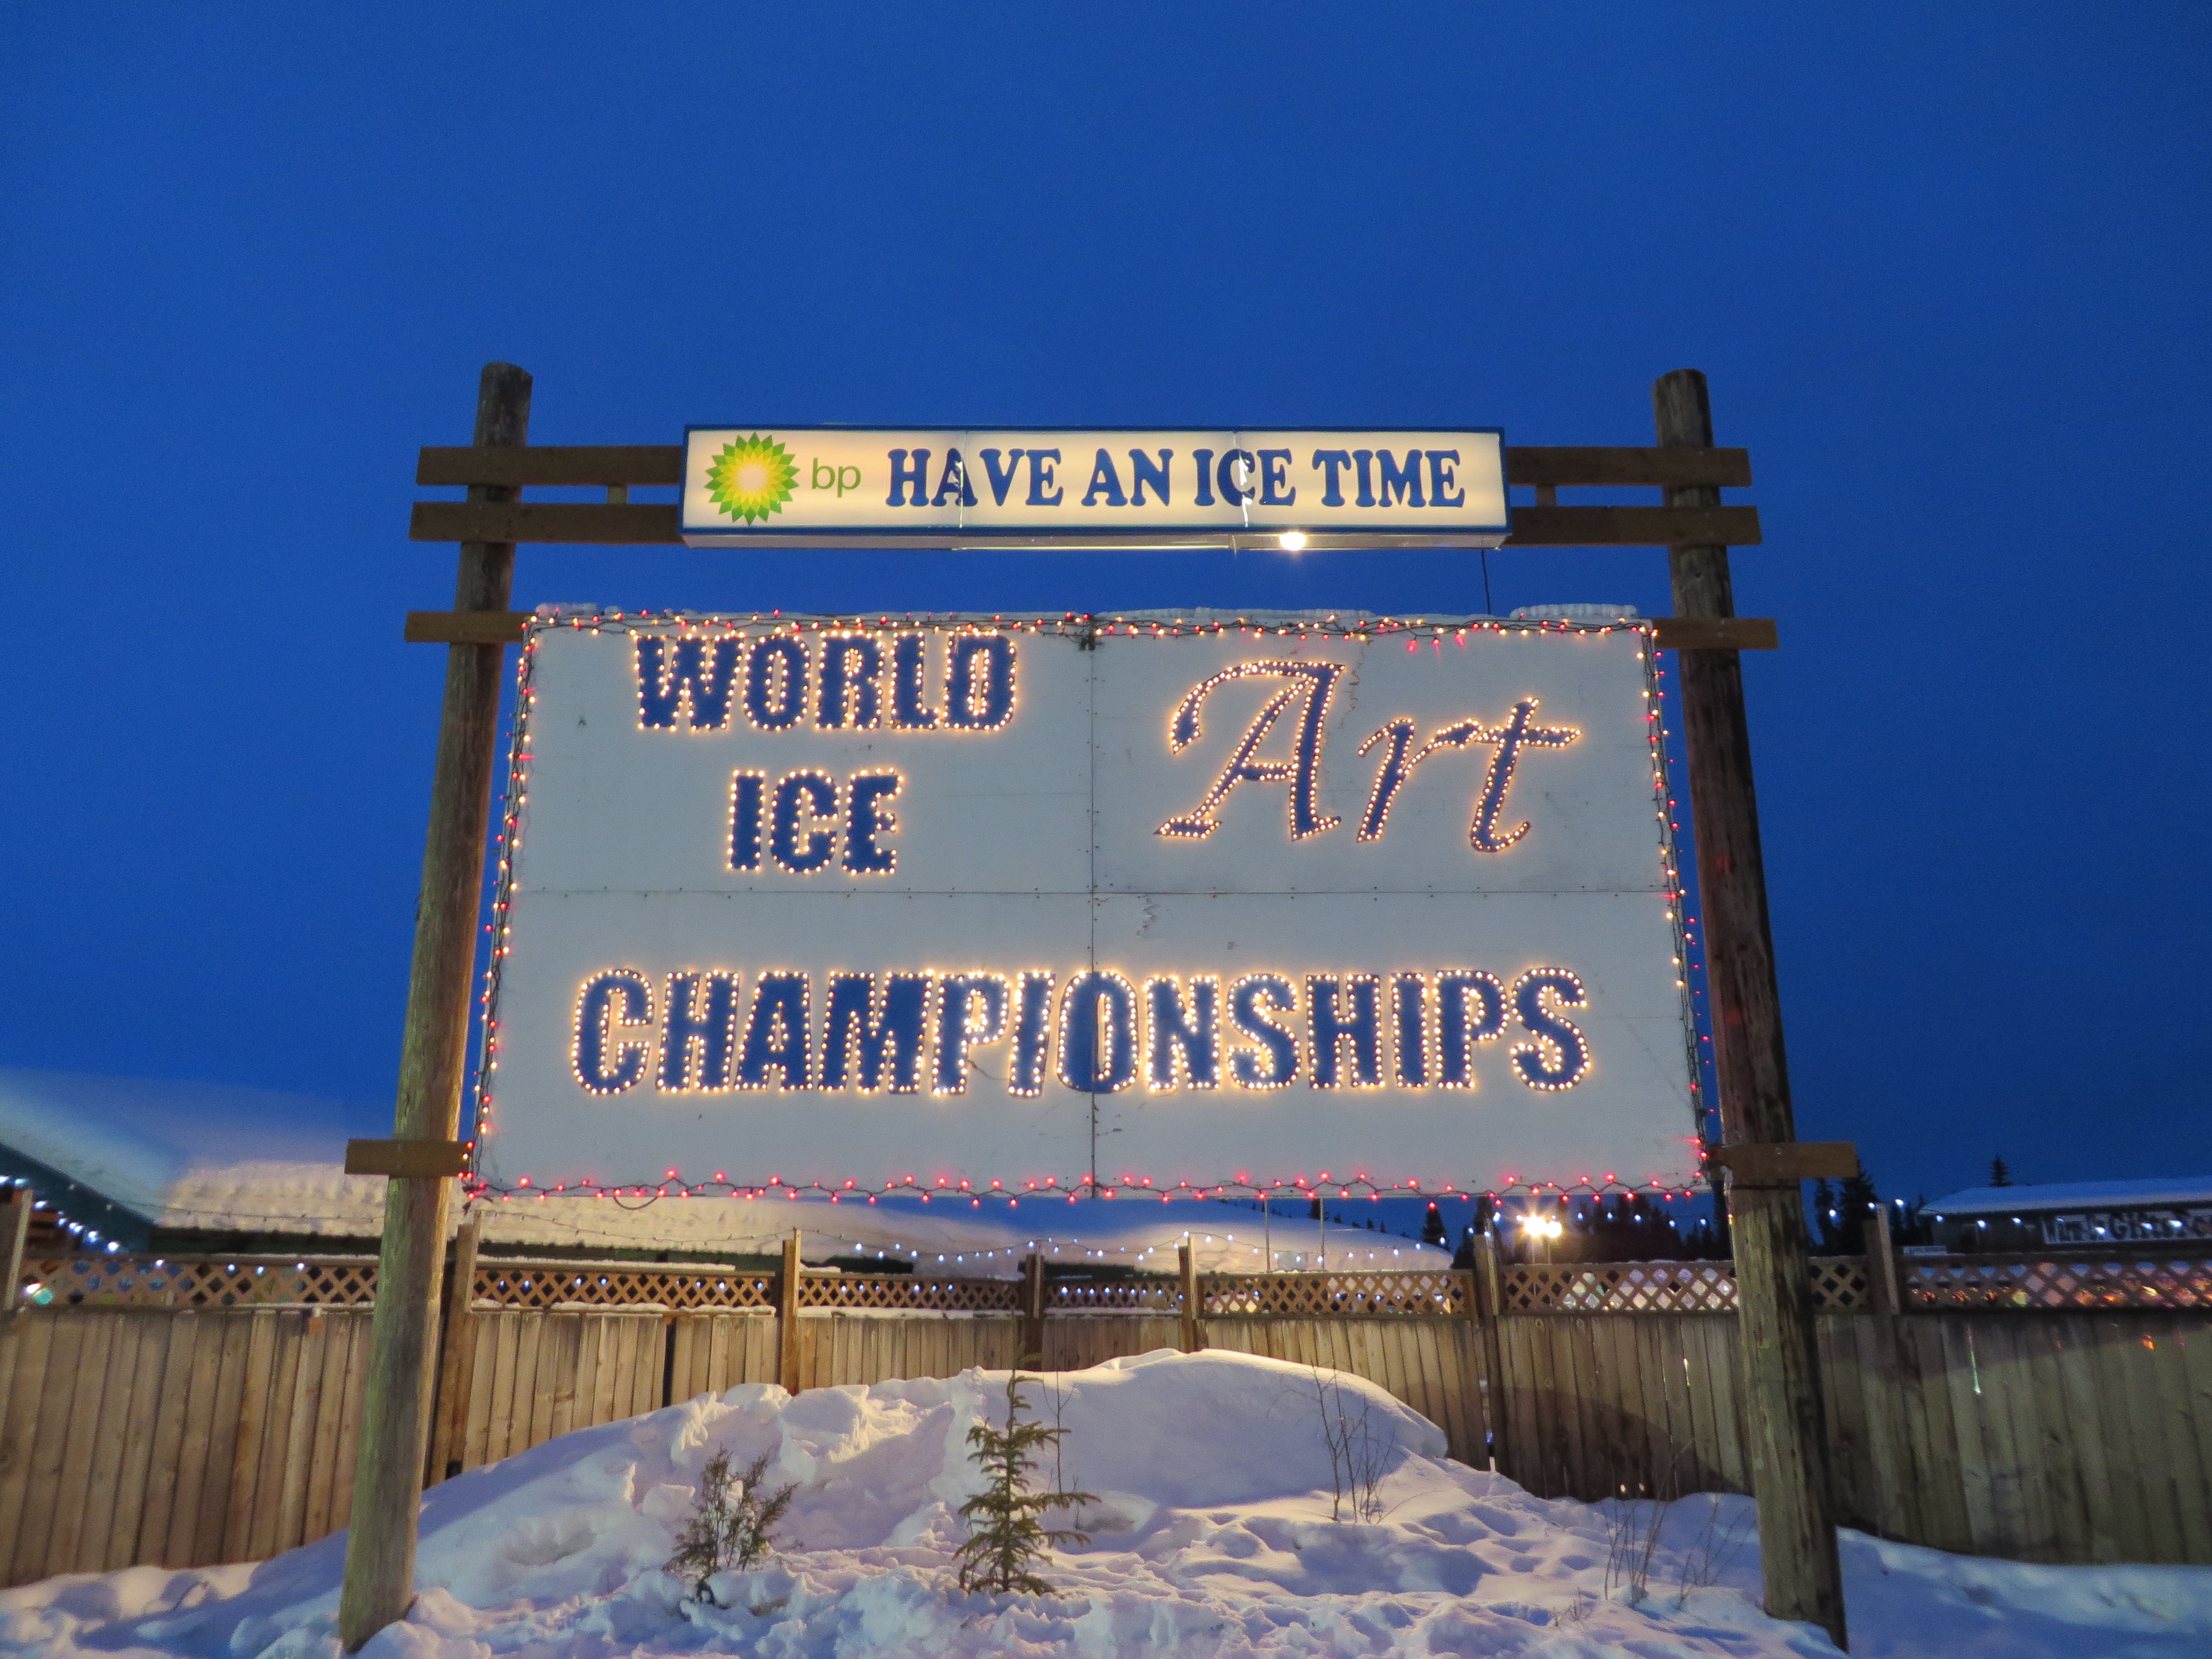 bp HAVE AN ICE TIME
WORLD Art
ICE
CHAMPIONSHIPS